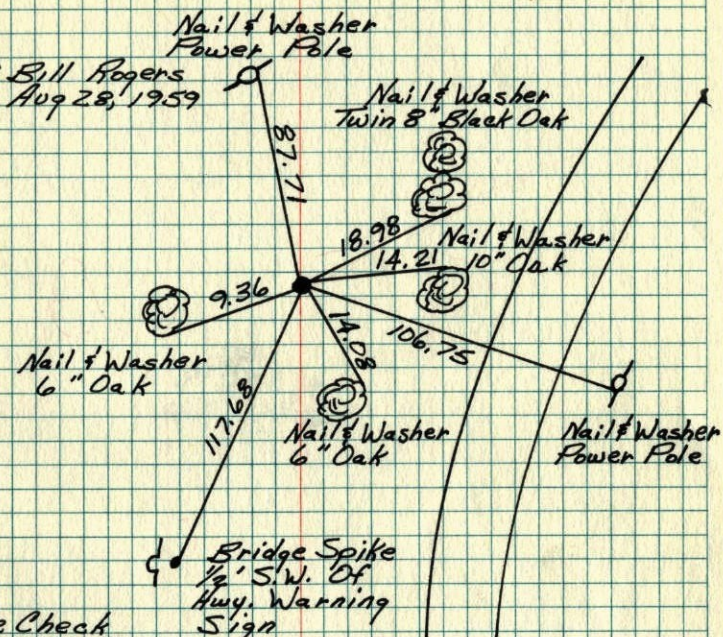 Nail & Washer
Power Pole
Bill Rogers
Aug 28, 1959
87.71
Nail & Washer
Twin 8" Black Oak
18.98
Nail & Washer
10" Oak
14.21
9.36
Nail & Washer
6" Oak
14.08
Nail & Washer
6" Oak
106.75
Nail & Washer
Power Pole
117.68
Bridge Spike
1/2' S.W. Of
Hwy. Warning
Sign
Check